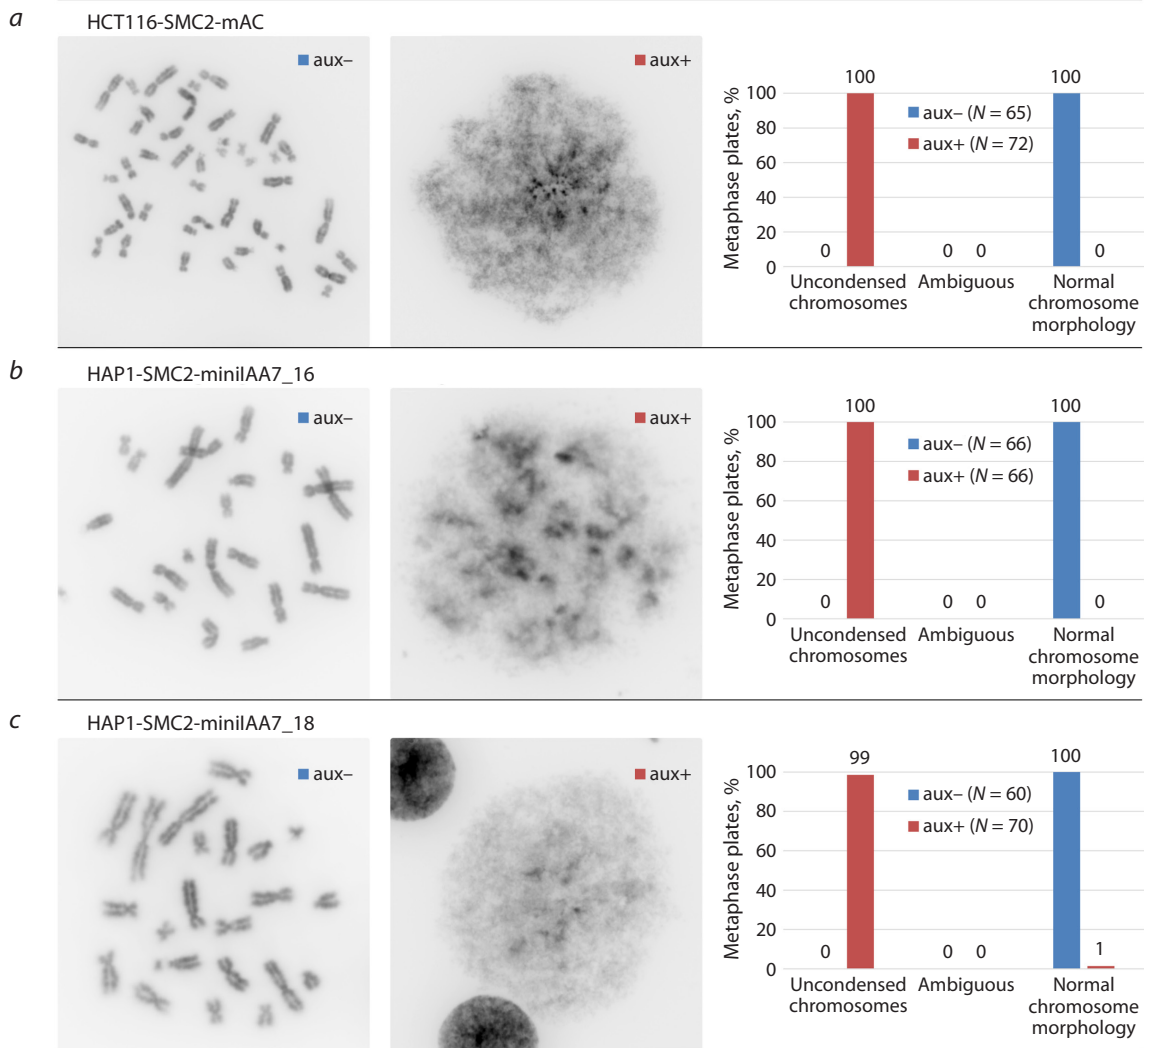 a
HCT116-SMC2-mAC
aux–
aux+
Metaphase plates, %
100
80
60
40
20
0
0
100
0
0
100
0
aux– (N = 65)
aux+ (N = 72)
Uncondensed
chromosomes
Ambiguous
Normal
chromosome
morphology
b
HAP1-SMC2-miniIAA7_16
aux–
aux+
Metaphase plates, %
100
80
60
40
20
0
0
100
0
0
100
0
aux– (N = 66)
aux+ (N = 66)
Uncondensed
chromosomes
Ambiguous
Normal
chromosome
morphology
c
HAP1-SMC2-miniIAA7_18
aux–
aux+
Metaphase plates, %
100
80
60
40
20
0
0
99
0
0
100
1
aux– (N = 60)
aux+ (N = 70)
Uncondensed
chromosomes
Ambiguous
Normal
chromosome
morphology